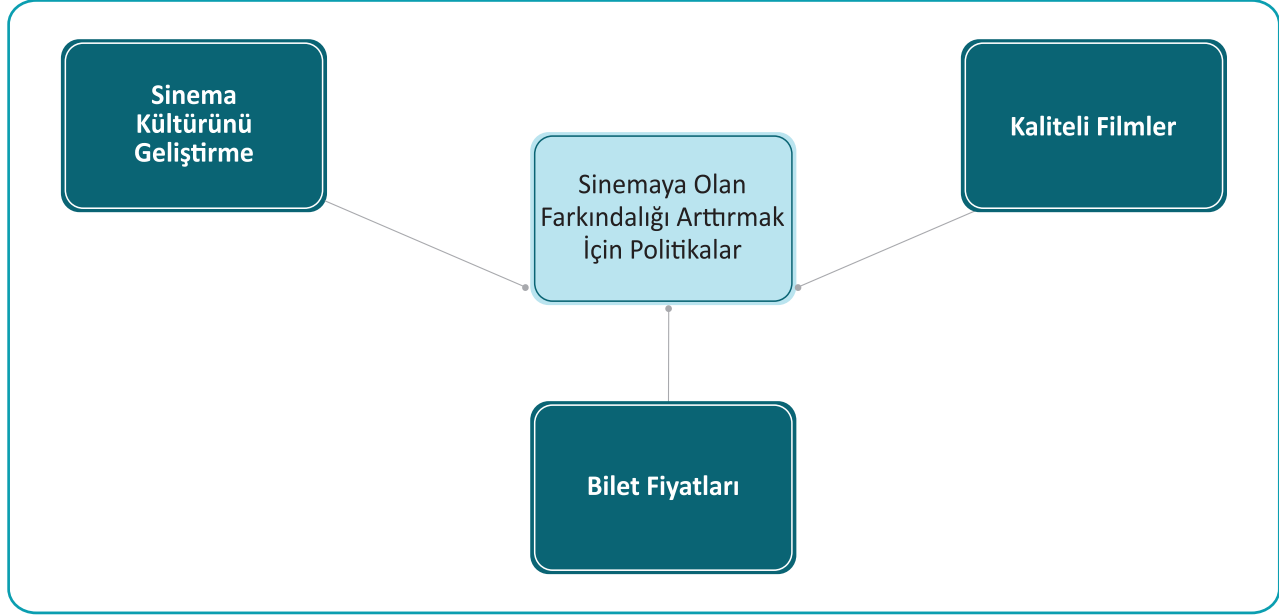 Sinema
Kültürünü
Geliştirme
Sinemaya Olan
Farkındalığı Arttırmak
İçin Politikalar
Kaliteli Filmler
Bilet Fiyatları